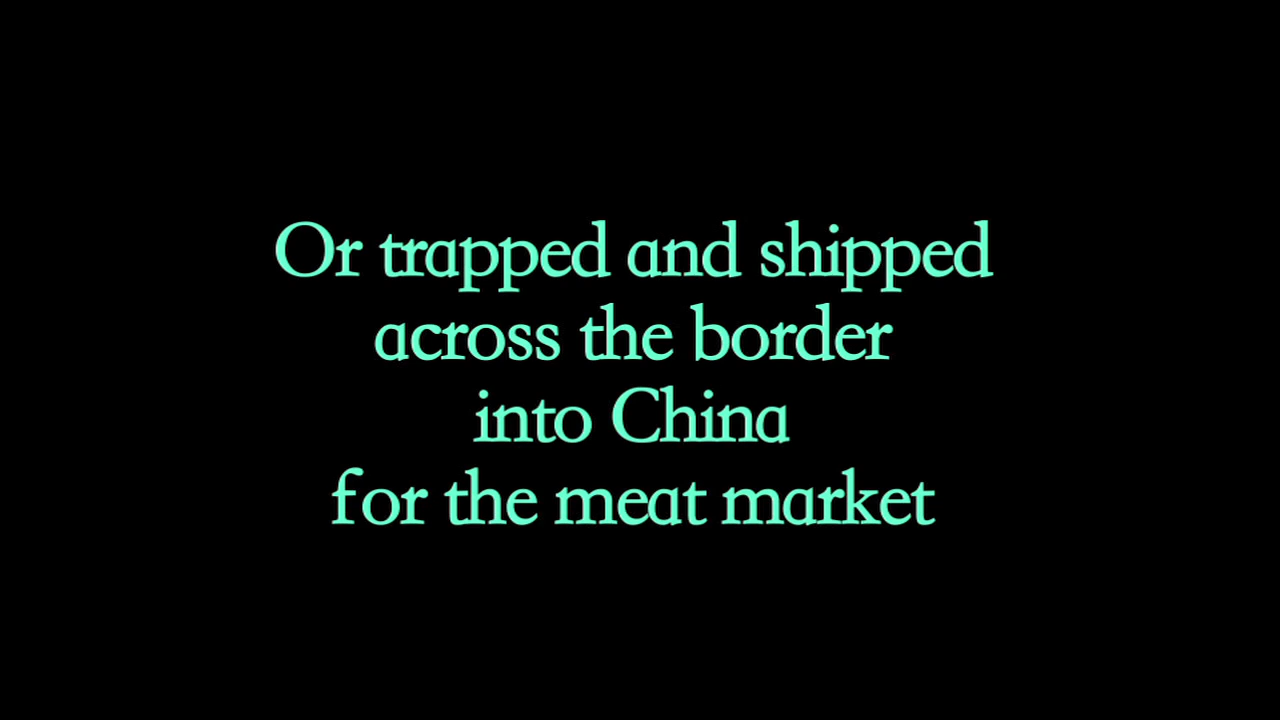 Or trapped and shipped
across the border
into China
for the meat market